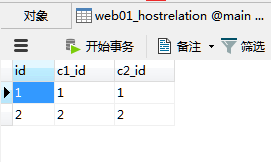 对象 web01_hostrelation @main ...
开始事务 备注 筛选
id c1_id c2_id
1 1 1
2 2 2